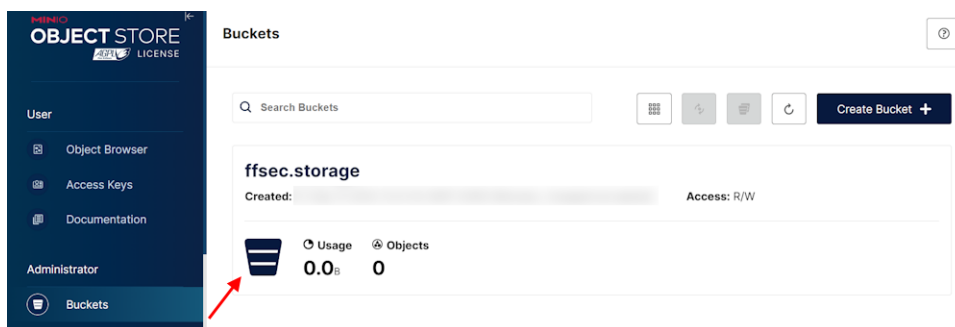 MINIO
OBJECT STORE
AGPLv3 LICENSE
User
Object Browser
Access Keys
Documentation
Administrator
Buckets
Buckets
Search Buckets
Create Bucket +
ffsec.storage
Created:
Access: R/W
Usage
Objects
0.0B
0